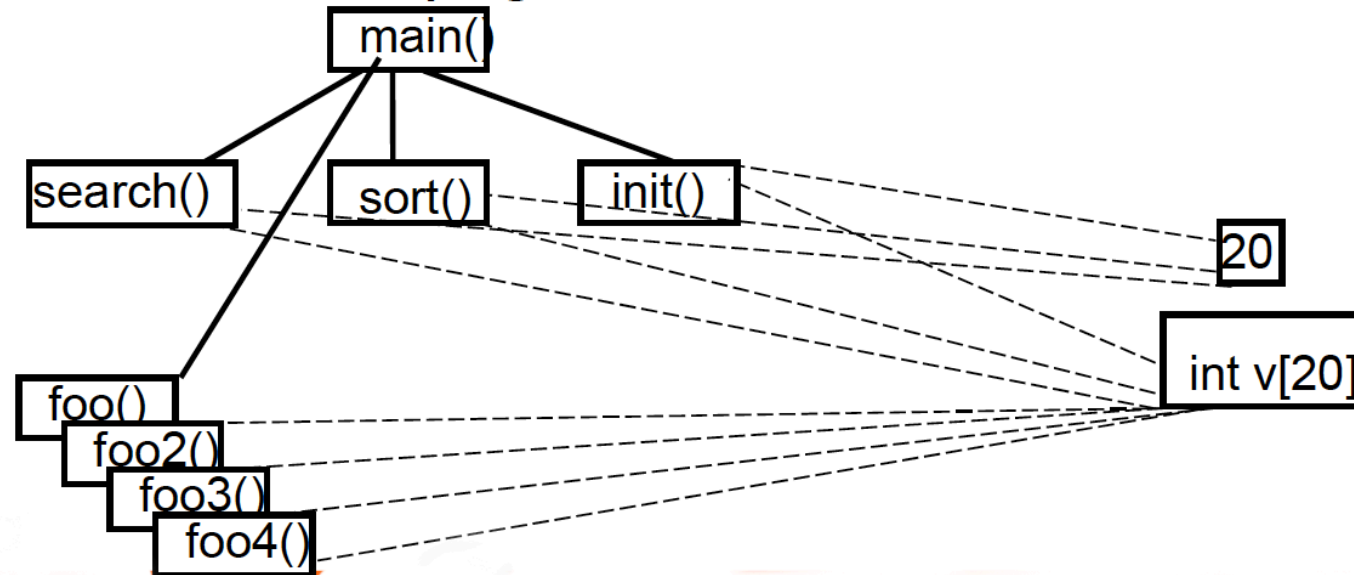 main()
search()
sort()
init()
20
int v[20]
foo()
foo2()
foo3()
foo4()